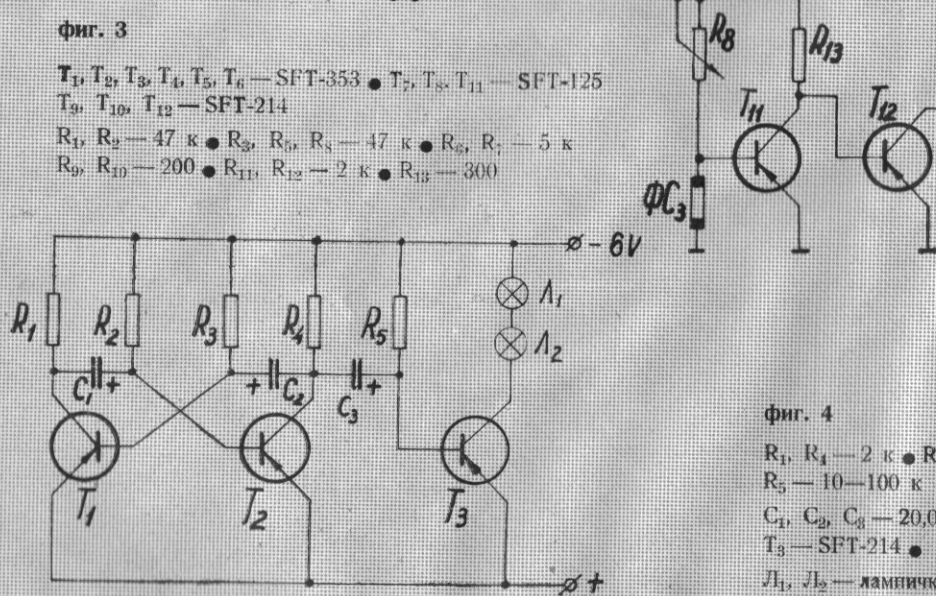 фиг. 3
T₁, T₂, T₃, T₄, T₅, T₆ — SFT-353 ● T₇, T₈, T₁₁ — SFT-125
T₉, T₁₀, T₁₂ — SFT-214
R₁, R₂ — 47 к ● R₃, R₅, R₈ — 47 к ● R₆, R₇ — 5 к
R₉, R₁₀ — 200 ● R₁₁, R₁₂ — 2 к ● R₁₃ — 300
R₈
R₁₃
T₁₁
T₁₂
ФС₃
- 6V
R₁
R₂
R₃
R₄
R₅
Л₁
Л₂
C₁ +
+ C₂
C₃ +
T₁
T₂
T₃
+
фиг. 4
R₁, R₄ — 2 к ● R
R₅ — 10—100 к
C₁, C₂, C₃ — 20,0
T₃ — SFT-214 ●
Л₁, Л₂ — лампичк